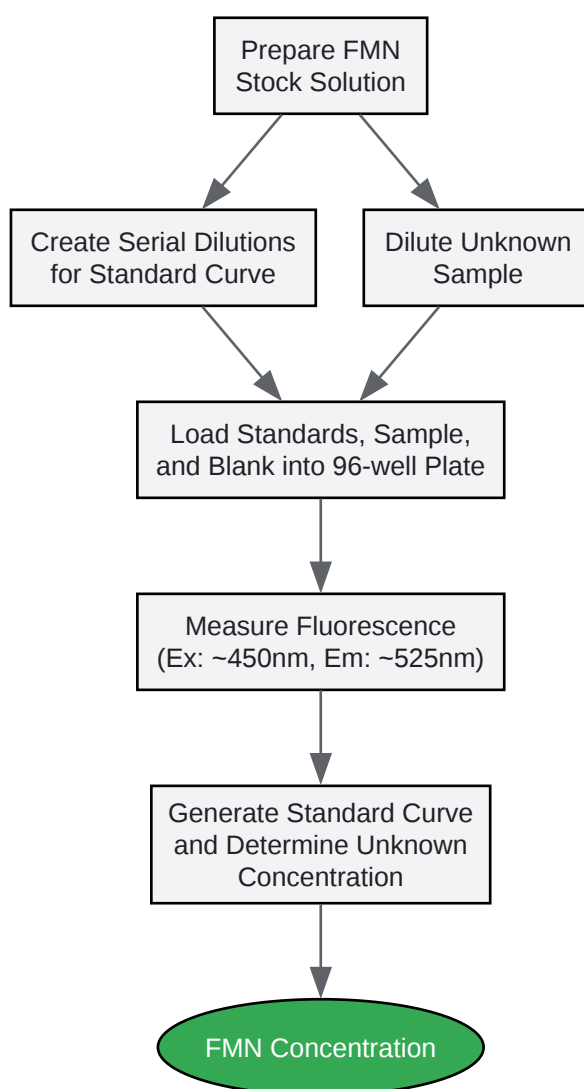 Prepare FMN
Stock Solution
Create Serial Dilutions
for Standard Curve
Dilute Unknown
Sample
Load Standards, Sample,
and Blank into 96-well Plate
Measure Fluorescence
(Ex: ~450nm, Em: ~525nm)
Generate Standard Curve
and Determine Unknown
Concentration
FMN Concentration